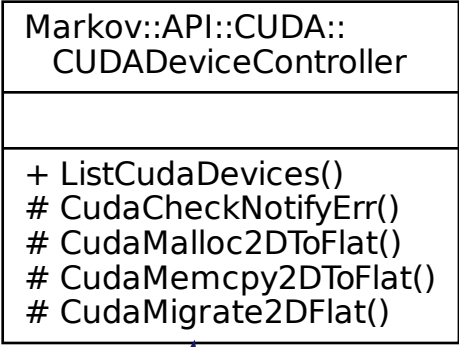 Markov::API::CUDA::
CUDADeviceController
+ ListCudaDevices()
# CudaCheckNotifyErr()
# CudaMalloc2DToFlat()
# CudaMemcpy2DToFlat()
# CudaMigrate2DFlat()